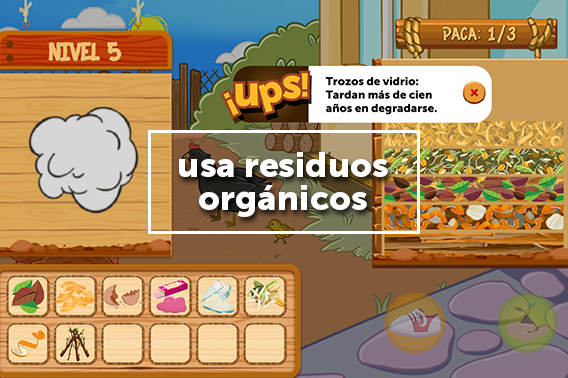 NIVEL 5
PACA: 1/3
¡ups!
Trozos de vidrio:
Tardan más de cien
años en degradarse.
usa residuos
orgánicos